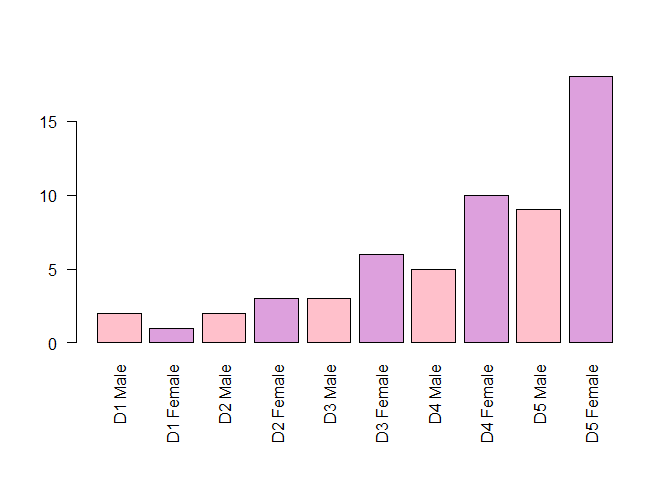 15
10
5
0
D1 Male
D1 Female
D2 Male
D2 Female
D3 Male
D3 Female
D4 Male
D4 Female
D5 Male
D5 Female